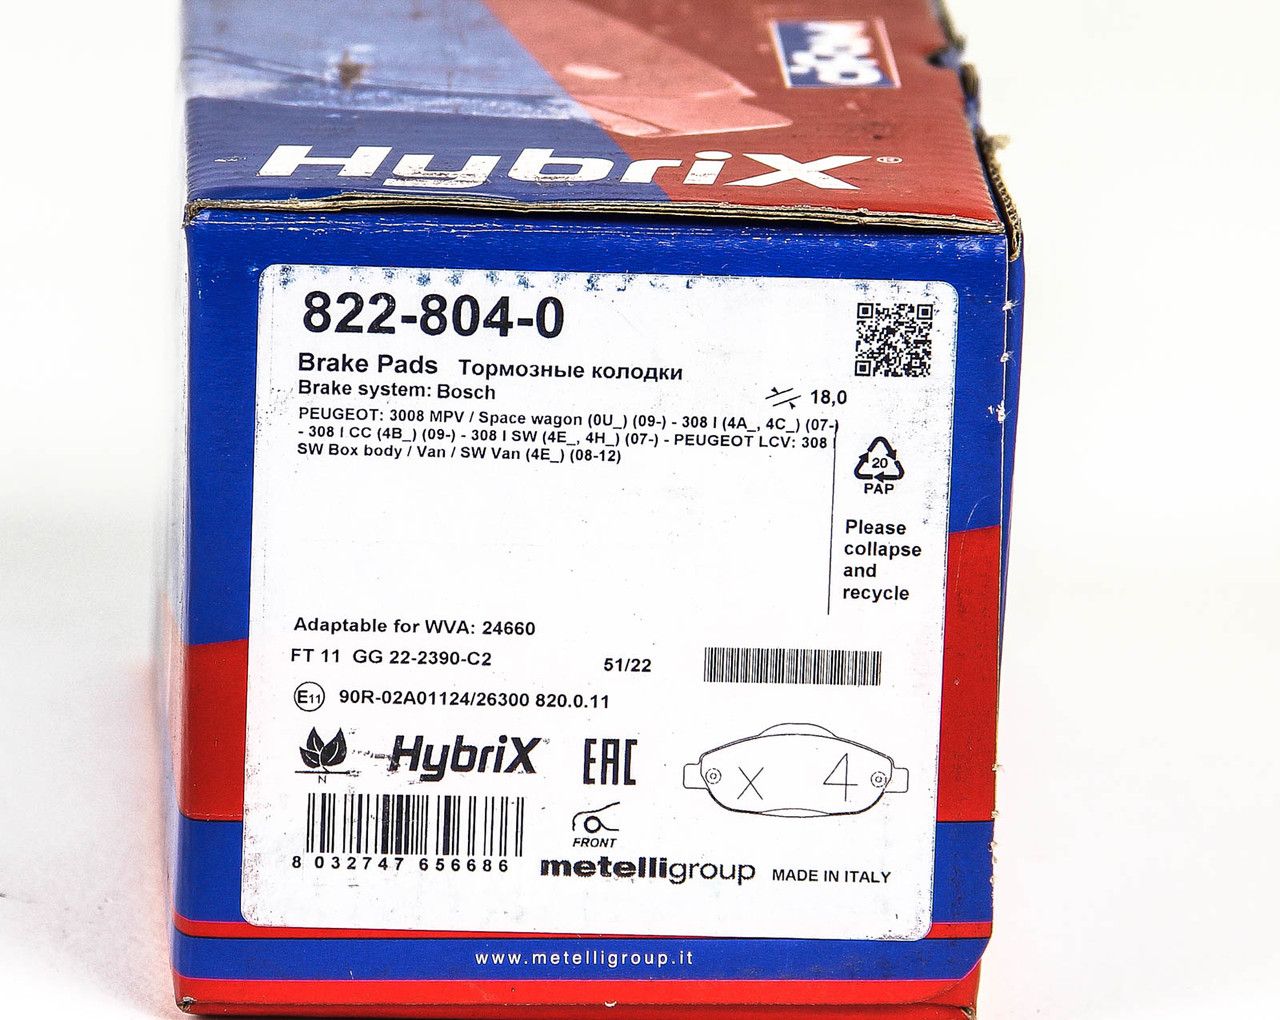 HybriX®
822-804-0
Brake Pads Тормозные колодки
Brake system: Bosch
18,0
PEUGEOT: 3008 MPV / Space wagon (0U_) (09-) - 308 I (4A_, 4C_) (07-)
- 308 I CC (4B_) (09-) - 308 I SW (4E_, 4H_) (07-) - PEUGEOT LCV: 308
SW Box body / Van / SW Van (4E_) (08-12)
20
PAP
Please
collapse
and
recycle
Adaptable for WVA: 24660
FT 11 GG 22-2390-C2
51/22
E11 90R-02A01124/26300 820.0.11
N
HybriX
EAC
X 4
FRONT
8 032747 656686
metelligroup
MADE IN ITALY
www.metelligroup.it